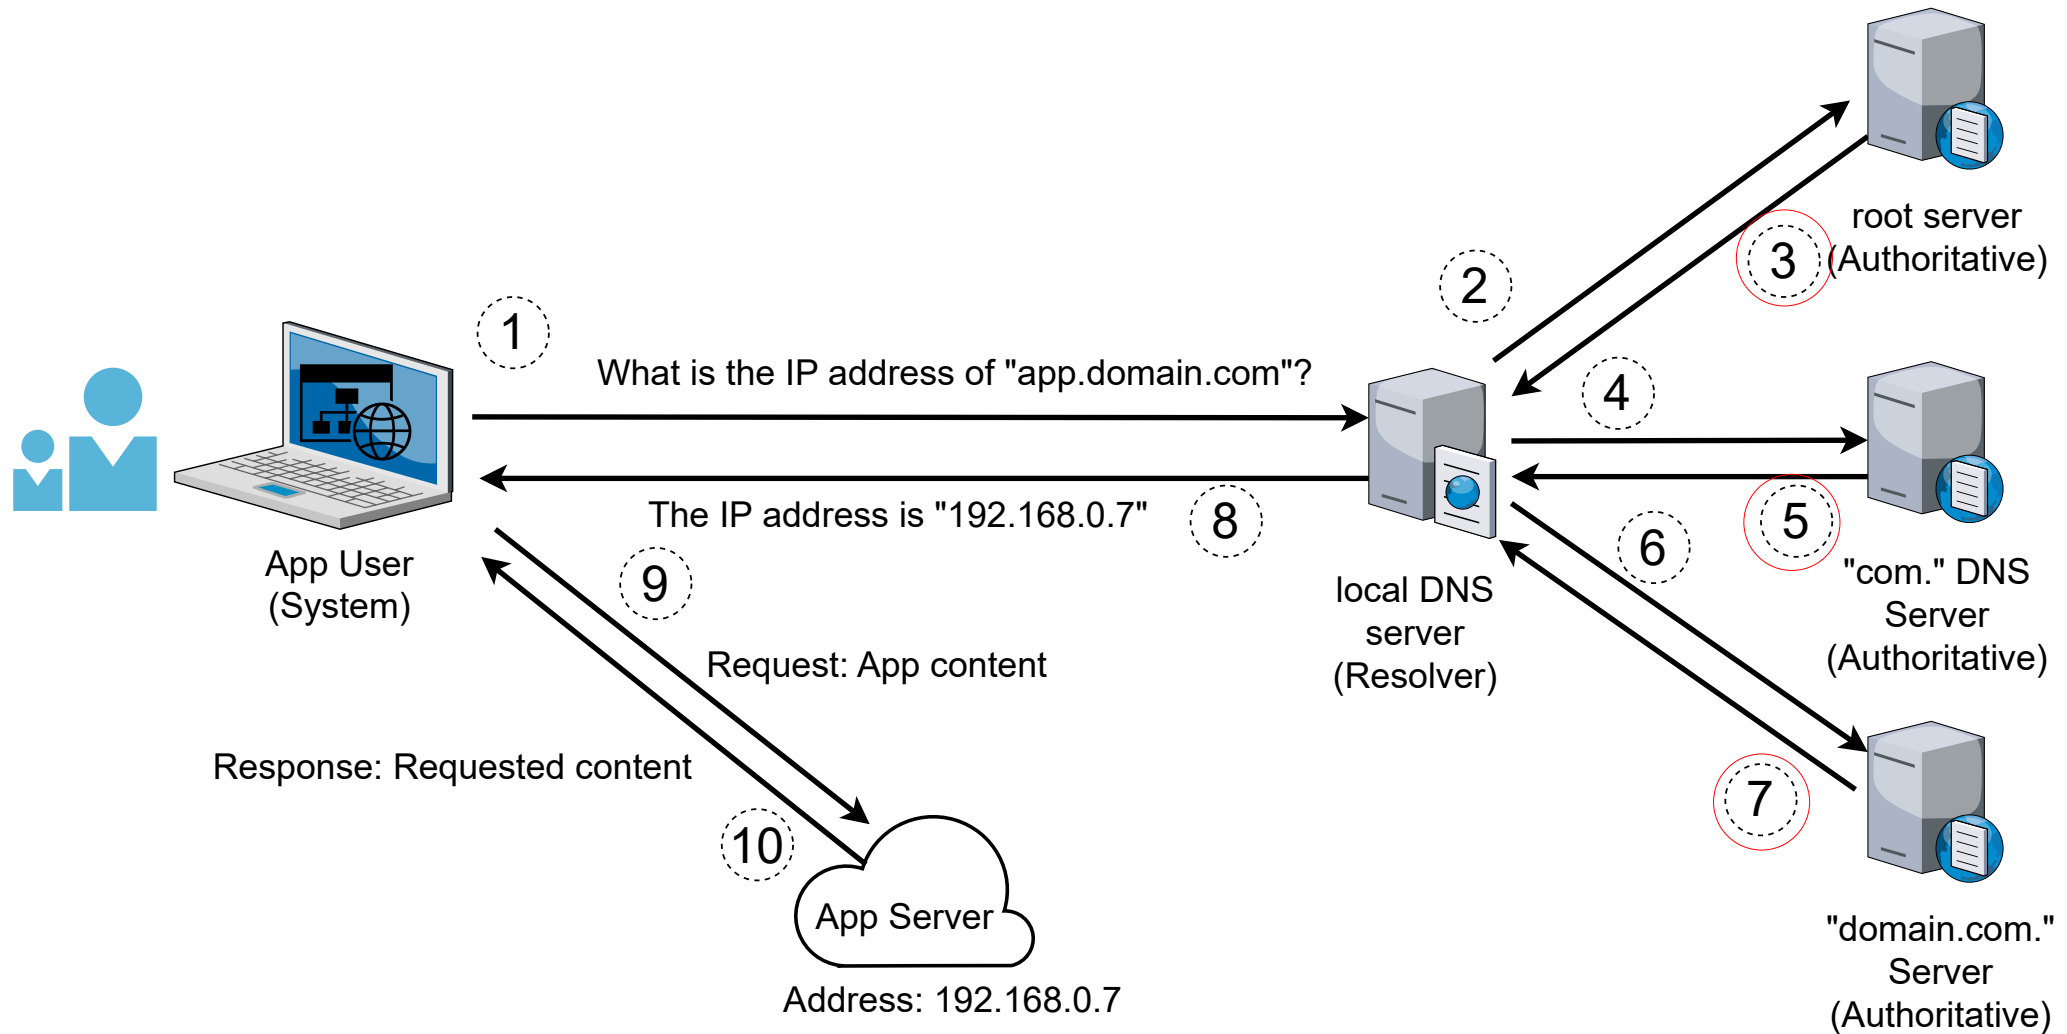 root server
(Authoritative)
3
2
1
What is the IP address of "app.domain.com"?
4
The IP address is "192.168.0.7"
8
5
6
App User
(System)
9
local DNS
server
(Resolver)
"com." DNS
Server
(Authoritative)
Request: App content
Response: Requested content
7
10
App Server
Address: 192.168.0.7
"domain.com."
Server
(Authoritative)